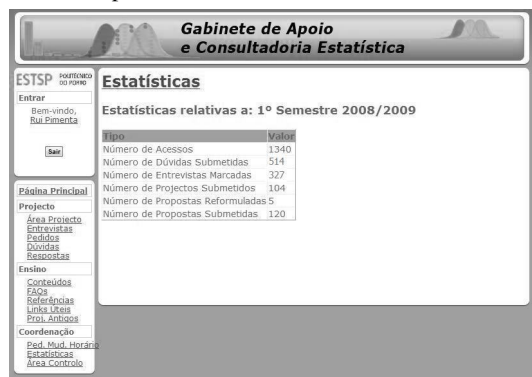 Gabinete de Apoio
e Consultadoria Estatística
ESTSP POLITÉCNICO
DO PORTO
Entrar
Bem-vindo,
Rui Pimenta
Sair
Página Principal
Projecto
Área Projecto
Entrevistas
Pedidos
Dúvidas
Respostas
Ensino
Conteúdos
FAQs
Referências
Links Úteis
Proj. Antigos
Coordenação
Ped. Mud. Horário
Estatísticas
Área Controlo
Estatísticas
Estatísticas relativas a: 1º Semestre 2008/2009
Tipo Valor
Número de Acessos 1340
Número de Dúvidas Submetidas 514
Número de Entrevistas Marcadas 327
Número de Projectos Submetidos 104
Número de Propostas Reformuladas 5
Número de Propostas Submetidas 120